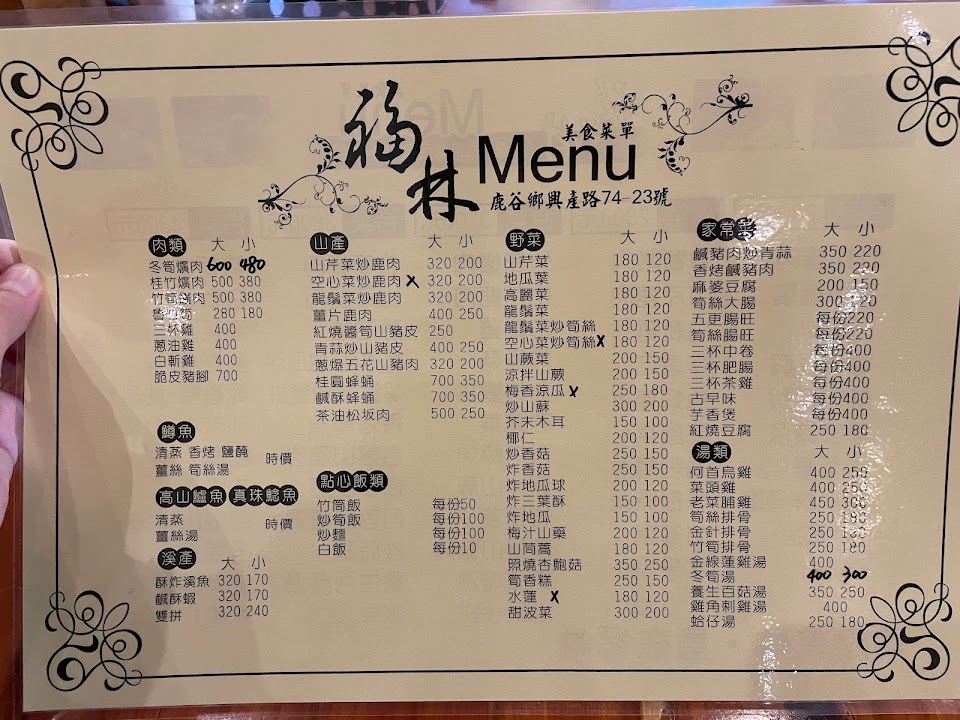 福林
美食菜單
Menu
鹿谷鄉興產路74-23號
肉類 大 小
冬筍爌肉 600 480
桂竹爌肉 500 380
竹筍爌肉 500 380
280 180
三杯雞 400
蔥油雞 400
白斬雞 400
脆皮豬腳 700
鱒魚
清蒸 香烤 鹽醃
薑絲 筍絲湯 時價
高山鱸魚 真珠鯰魚
清蒸
薑絲湯 時價
溪產 大 小
酥炸溪魚 320 170
鹹酥蝦 320 170
雙拼 320 240
山產 大 小
山芹菜炒鹿肉 320 200
空心菜炒鹿肉 x 320 200
龍鬚菜炒鹿肉 320 200
薑片鹿肉 400 250
紅燒醬筍山豬皮 250
青蒜炒山豬皮 400 250
蔥爆五花山豬肉 320 200
桂圓蜂蛹 700 350
鹹酥蜂蛹 700 350
茶油松坂肉 500 250
點心飯類
竹筒飯 每份50
炒筍飯 每份100
炒麵 每份100
白飯 每份10
野菜 大 小
山芹菜 180 120
地瓜葉 180 120
高麗菜 180 120
龍鬚菜 180 120
龍鬚菜炒筍絲 180 120
空心菜炒筍絲 x 180 120
山蕨菜 200 150
涼拌山蕨 200 150
梅香涼瓜 x 250 180
炒山蘇 300 200
芥末木耳 150 100
椰仁 200 120
炒香菇 250 150
炸香菇 250 150
炸地瓜球 200 120
炸三葉酥 150 100
炸地瓜 150 100
梅汁山藥 200 120
山茼蒿 180 120
照燒杏鮑菇 350 250
筍香糕 250 150
水蓮 x 180 120
甜波菜 300 200
家常菜
鹹豬肉炒青蒜 350 220
香烤鹹豬肉 350 220
麻婆豆腐 200 150
筍絲大腸 300 220
五更腸旺 每份220
筍絲腸旺 每份220
三杯中卷 每份400
三杯肥腸 每份400
三杯茶雞 每份400
古早味 每份400
芋香煲 每份400
紅燒豆腐 250 180
湯類 大 小
何首烏雞 400 250
菜頭雞 400 250
老菜脯雞 450 300
筍絲排骨 250 180
金針排骨 250 180
竹筍排骨 250 180
金線蓮雞湯 400
冬筍湯 400 300
養生百菇湯 350 250
雞角刺雞湯 400
蛤仔湯 250 180